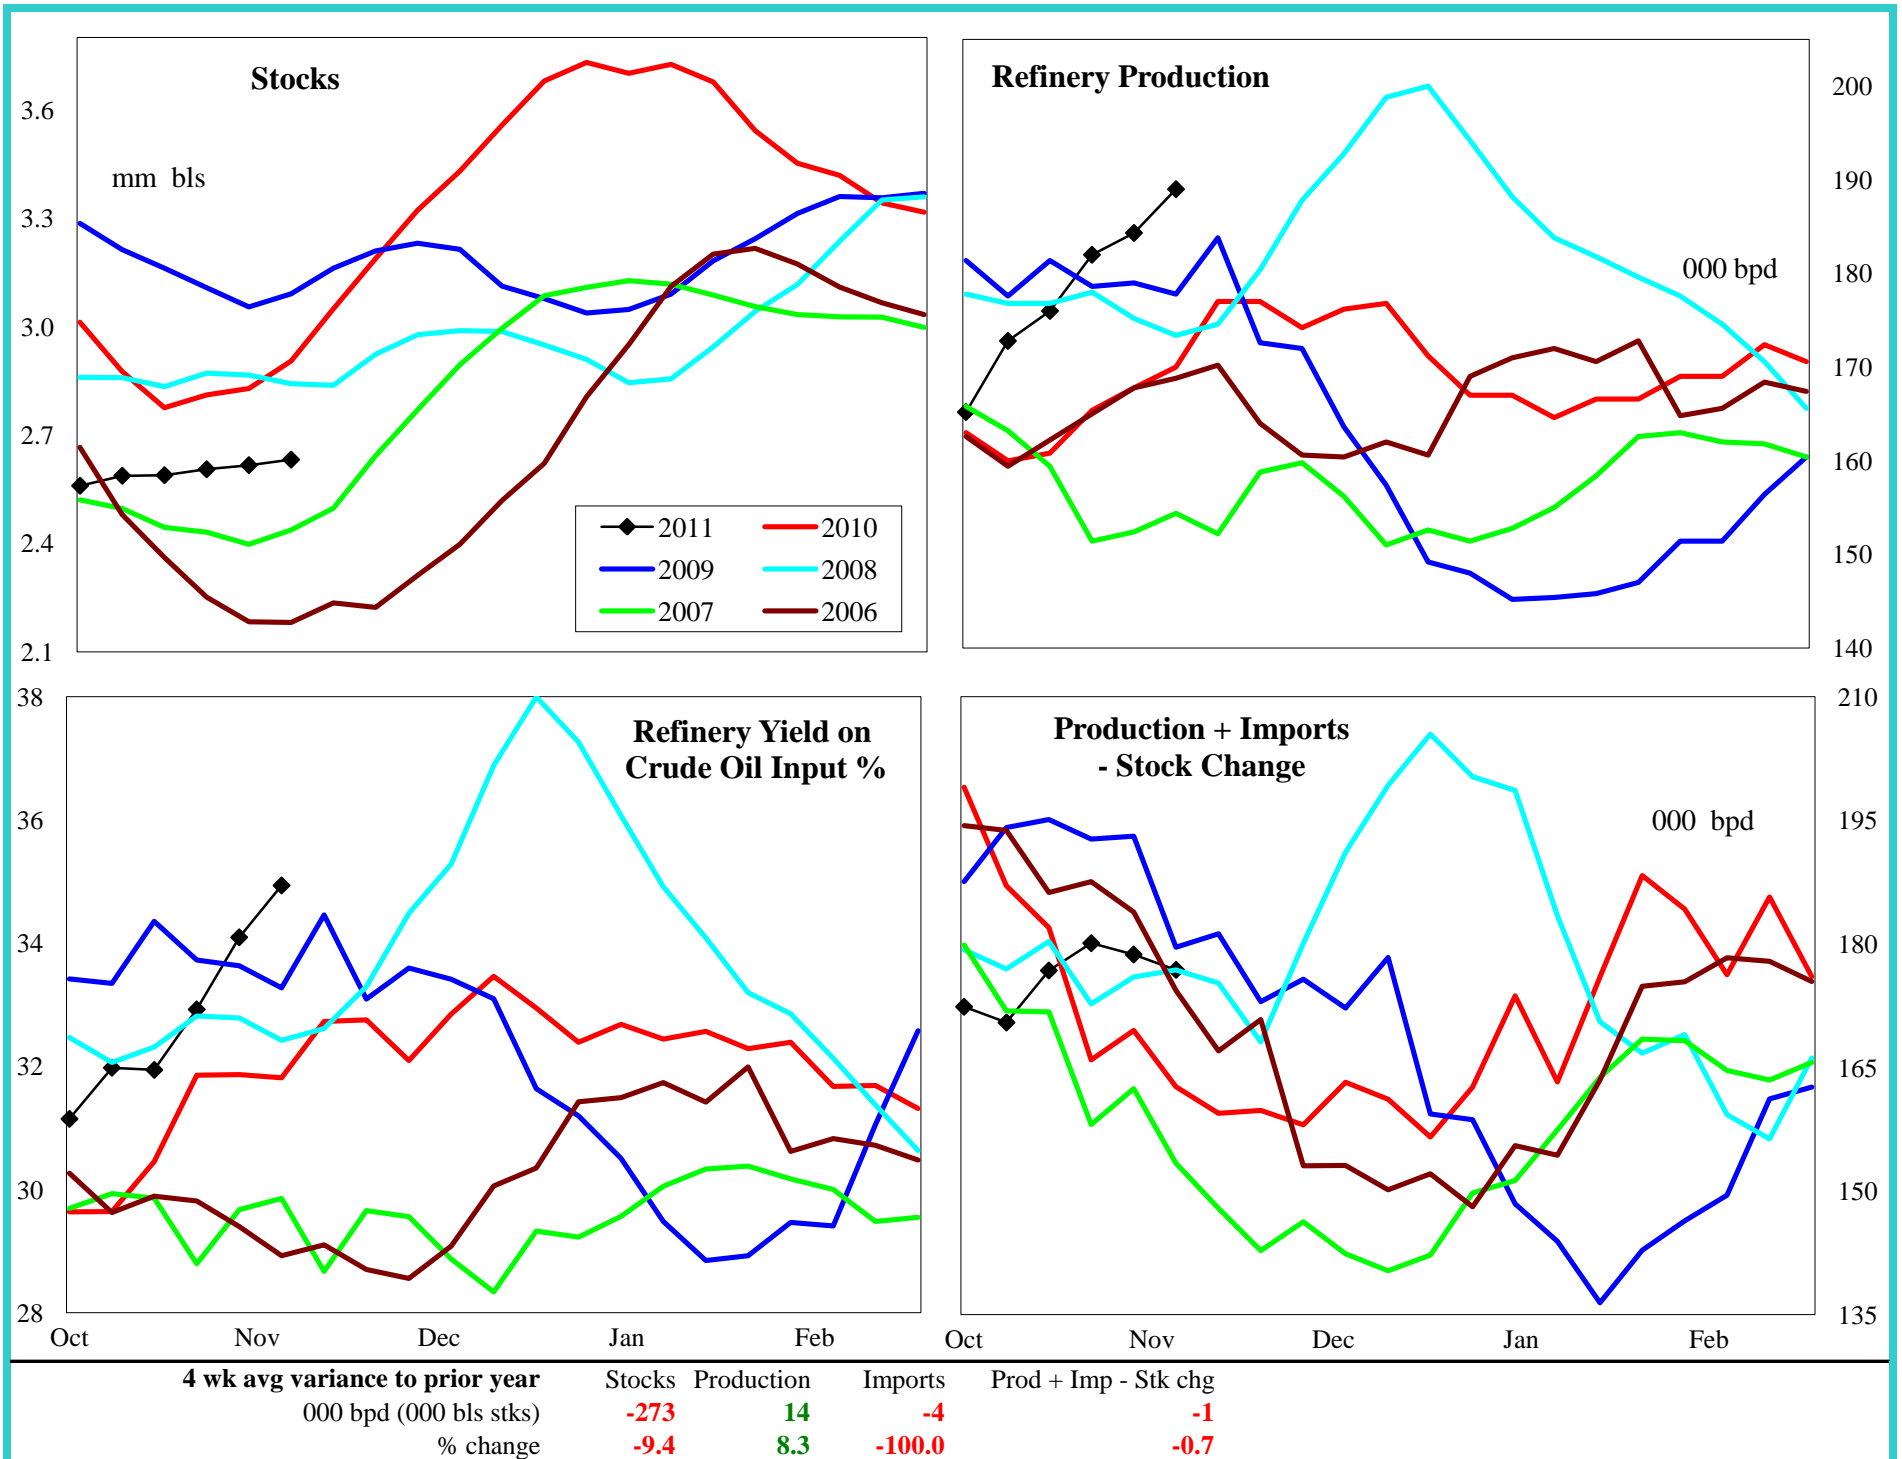 Stocks
mm bls
3.6
3.3
3.0
2.7
2.4
2.1
2011 2010
2009 2008
2007 2006
Refinery Production
000 bpd
200
190
180
170
160
150
140
Refinery Yield on
Crude Oil Input %
38
36
34
32
30
28
Oct Nov Dec Jan Feb
Production + Imports
- Stock Change
000 bpd
210
195
180
165
150
135
Oct Nov Dec Jan Feb
4 wk avg variance to prior year Stocks Production Imports Prod + Imp - Stk chg
000 bpd (000 bls stks) -273 14 -4 -1
% change -9.4 8.3 -100.0 -0.7